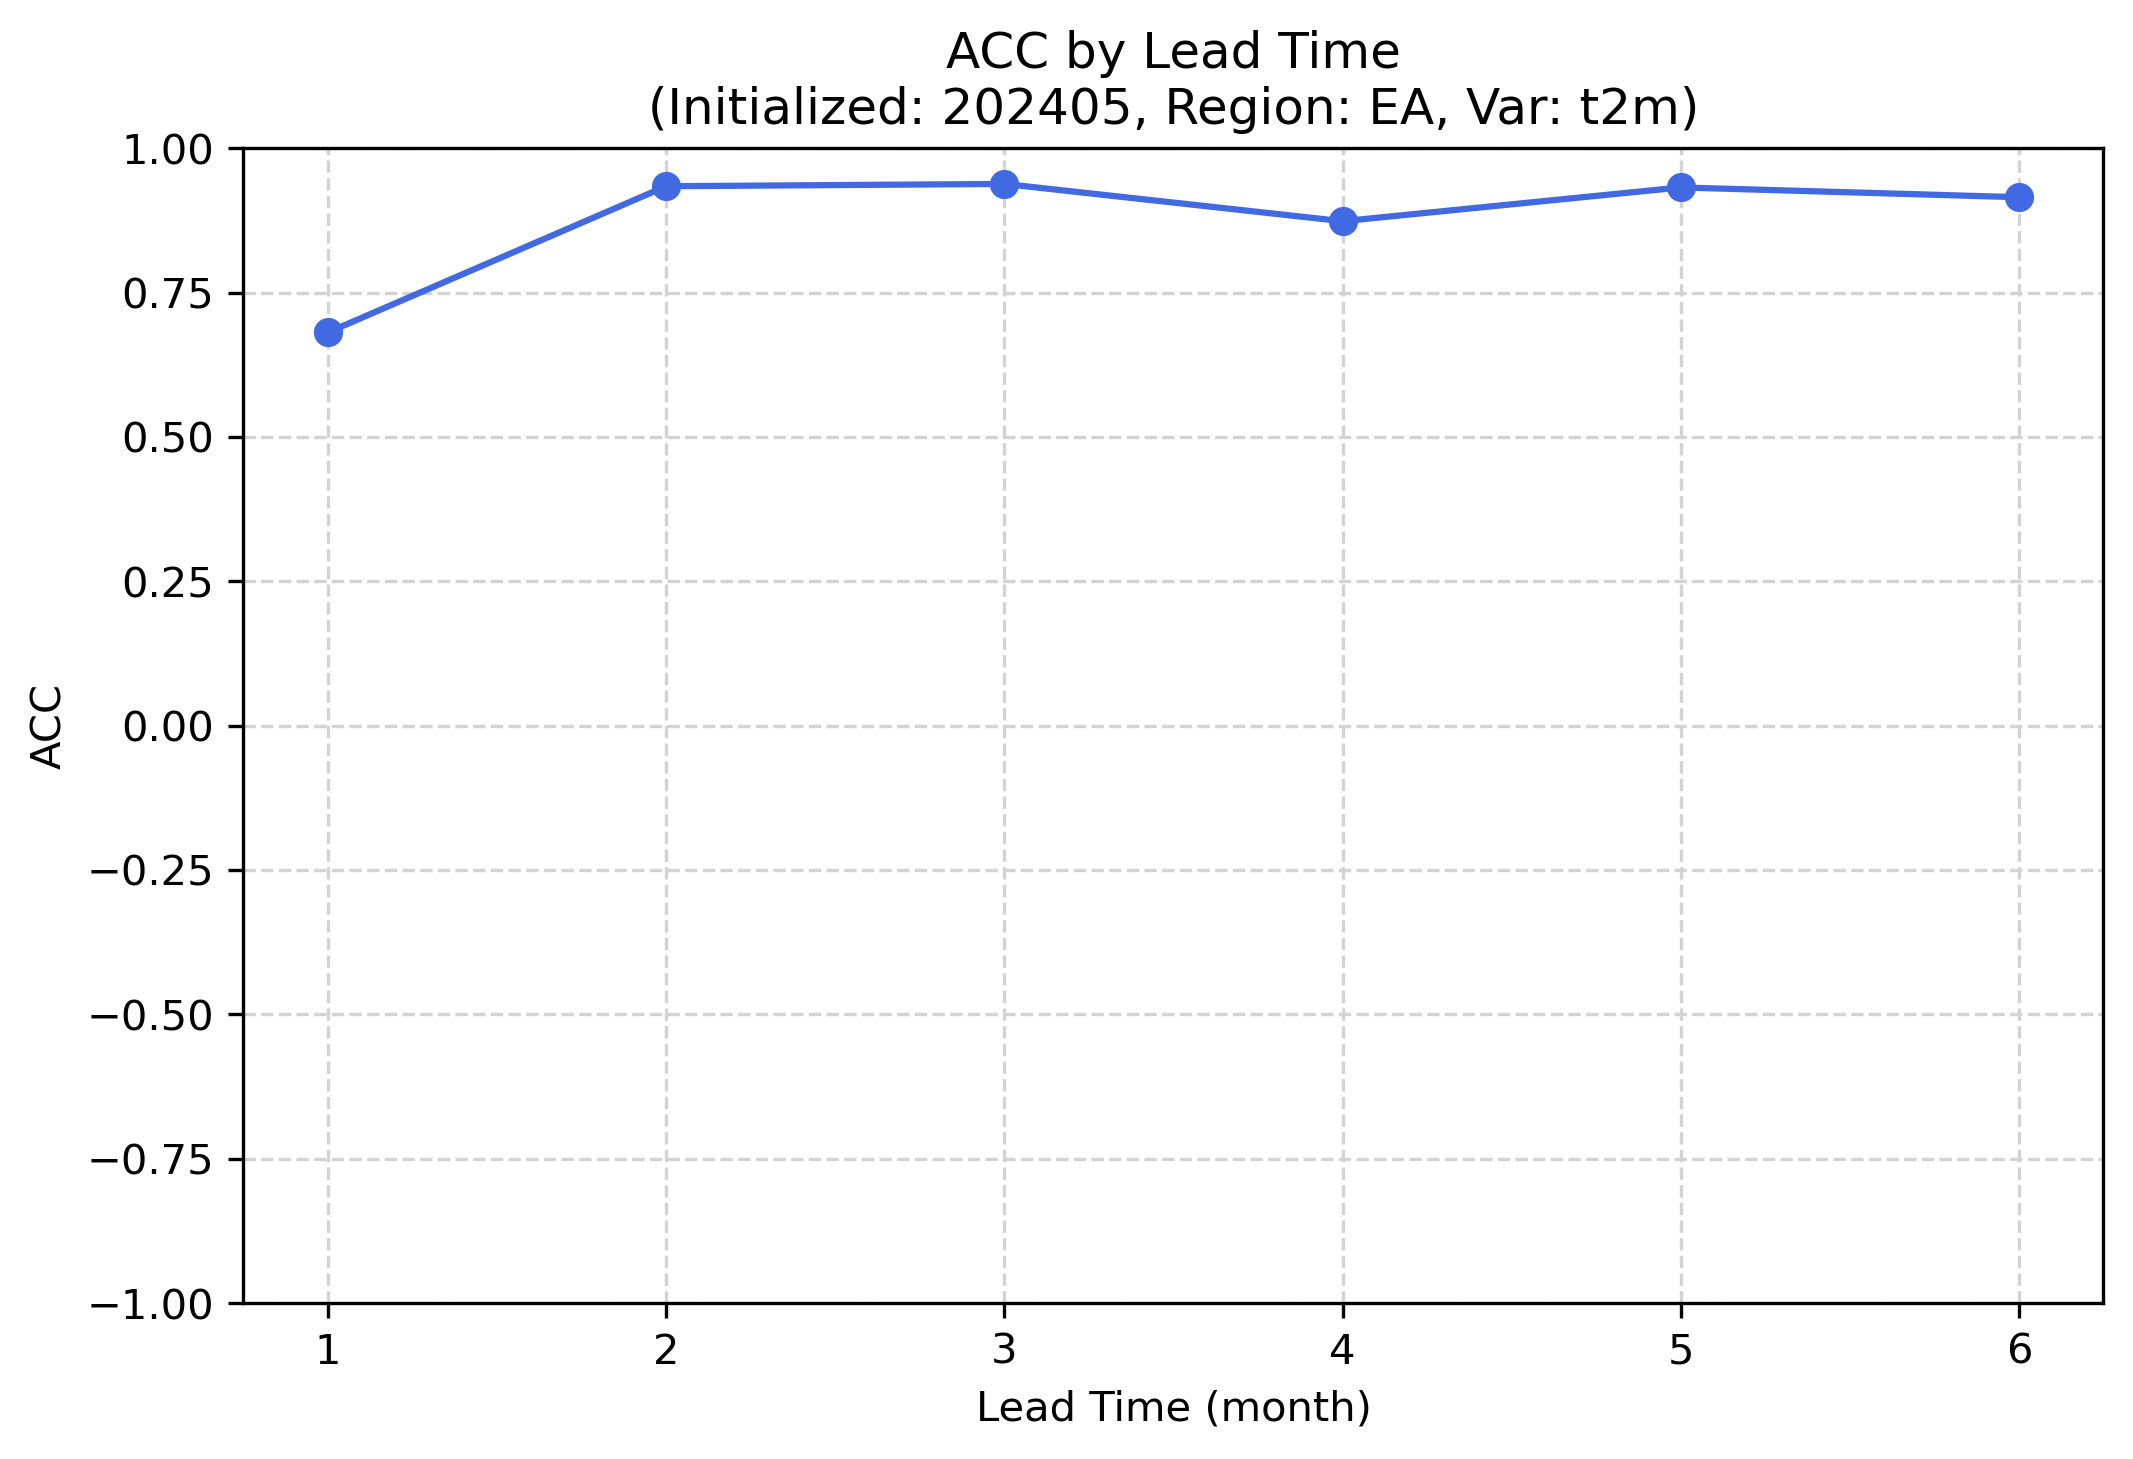 ACC by Lead Time
(Initialized: 202405, Region: EA, Var: t2m)
1.00
0.75
0.50
0.25
0.00
−0.25
−0.50
−0.75
−1.00
ACC
1 2 3 4 5 6
Lead Time (month)